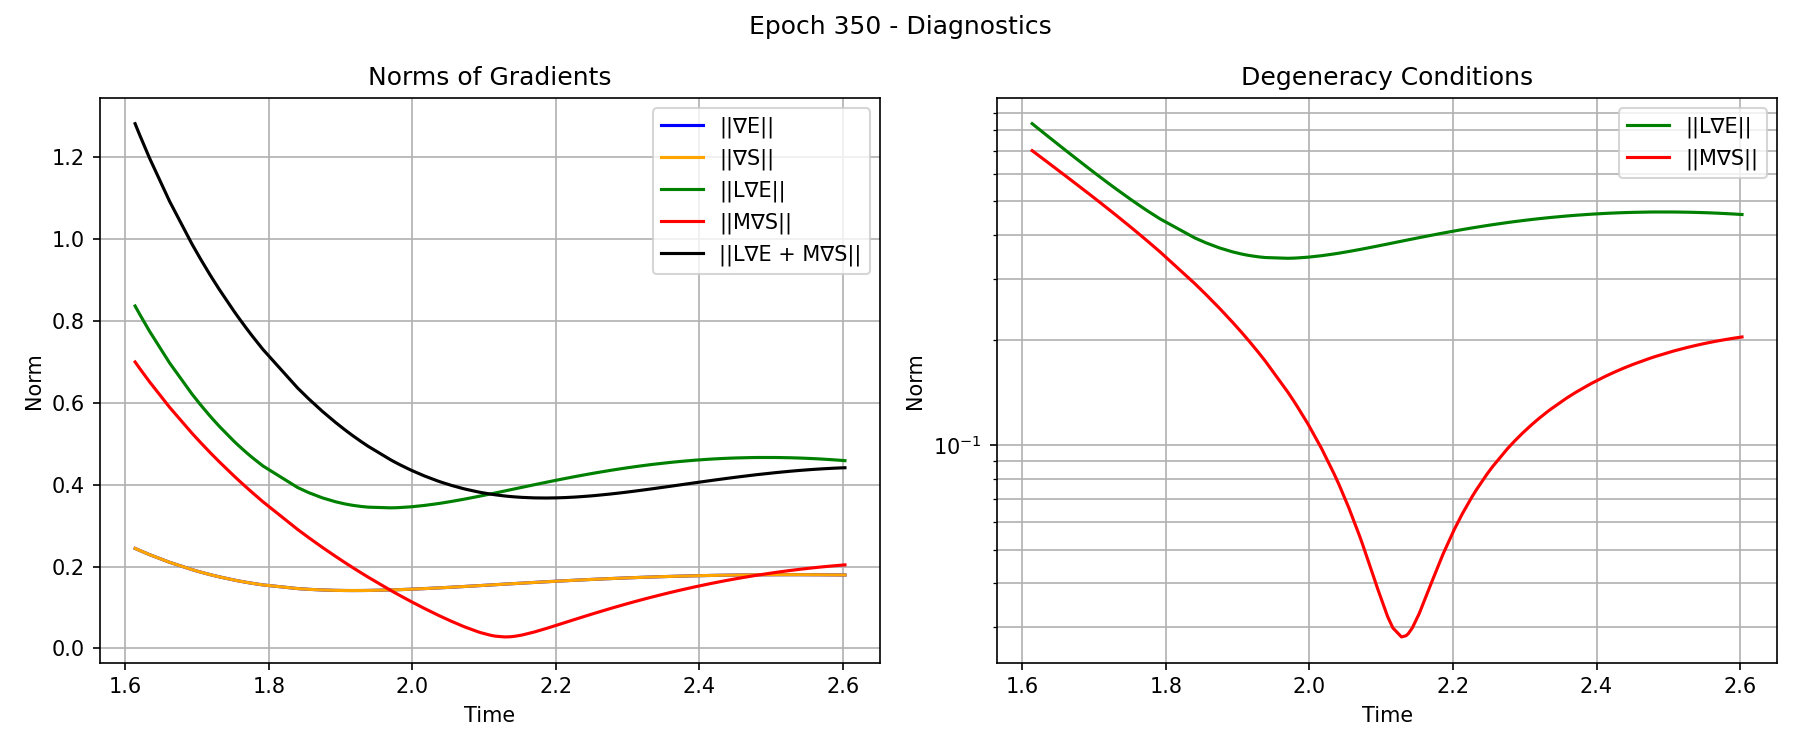 Epoch 350 - Diagnostics
Norms of Gradients
||∇E||
||∇S||
||L∇E||
||M∇S||
||L∇E + M∇S||
1.2
1.0
0.8
0.6
0.4
0.2
0.0
Norm
1.6 1.8 2.0 2.2 2.4 2.6
Time
Degeneracy Conditions
||L∇E||
||M∇S||
10⁻¹
Norm
1.6 1.8 2.0 2.2 2.4 2.6
Time